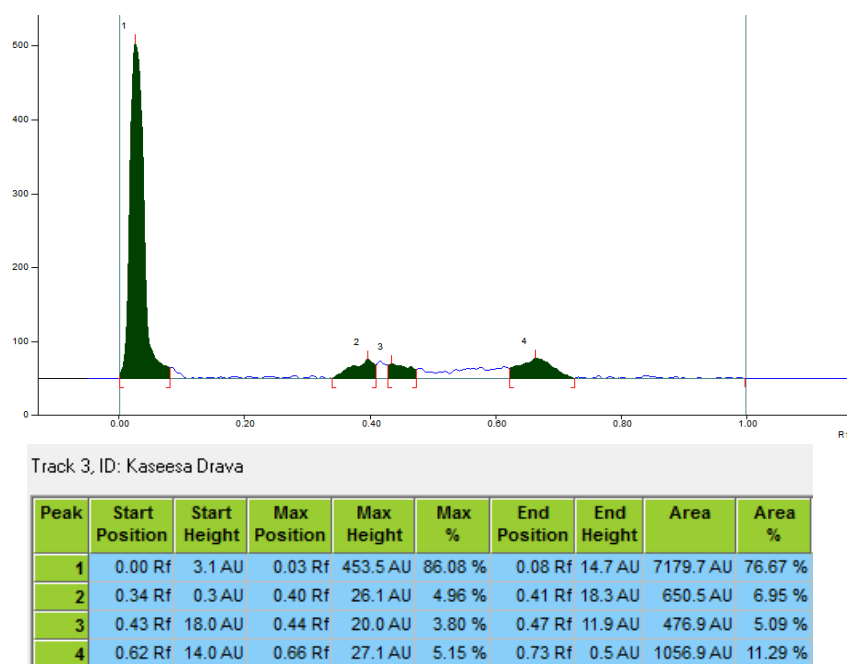 1
500
400
300
200
100
0
2
3
4
0.00 0.20 0.40 0.60 0.80 1.00
Track 3, ID: Kaseesa Drava
Peak Start Position Start Height Max Position Max Height Max % End Position End Height Area Area %
1 0.00 Rf 3.1 AU 0.03 Rf 453.5 AU 86.08 % 0.08 Rf 14.7 AU 7179.7 AU 76.67 %
2 0.34 Rf 0.3 AU 0.40 Rf 26.1 AU 4.96 % 0.41 Rf 18.3 AU 650.5 AU 6.95 %
3 0.43 Rf 18.0 AU 0.44 Rf 20.0 AU 3.80 % 0.47 Rf 11.9 AU 476.9 AU 5.09 %
4 0.62 Rf 14.0 AU 0.66 Rf 27.1 AU 5.15 % 0.73 Rf 0.5 AU 1056.9 AU 11.29 %